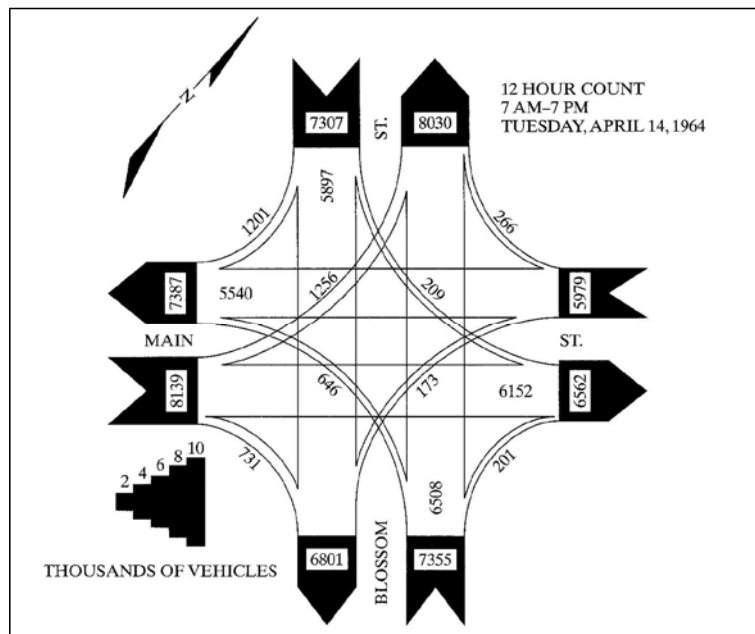 12 HOUR COUNT
7 AM–7 PM
TUESDAY, APRIL 14, 1964
N
7307
ST.
8030
5897
1201
266
7387
5540
1256
209
5979
MAIN
ST.
8139
646
173
6152
6562
731
201
6508
2 4 6 8 10
THOUSANDS OF VEHICLES
6801
BLOSSOM
7355